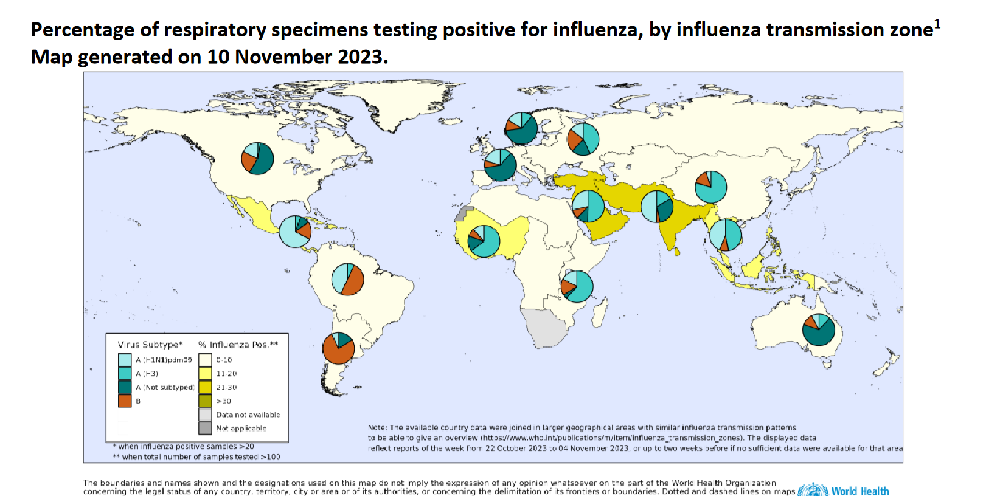 Percentage of respiratory specimens testing positive for influenza, by influenza transmission zone¹
Map generated on 10 November 2023.
Virus Subtype*
A (H1N1)pdm09
A (H3)
A (Not subtyped)
B
% Influenza Pos.**
0-10
11-20
21-30
>30
Data not available
Not applicable
* when influenza positive samples >20
** when total number of samples tested >100
Note: The available country data were joined in larger geographical areas with similar influenza transmission patterns
to be able to give an overview (https://www.who.int/publications/m/item/influenza_transmission_zones). The displayed data
reflect reports of the week from 22 October 2023 to 04 November 2023, or up to two weeks before if no sufficient data were available for that area
The boundaries and names shown and the designations used on this map do not imply the expression of any opinion whatsoever on the part of the World Health Organization
concerning the legal status of any country, territory, city or area or of its authorities, or concerning the delimitation of its frontiers or boundaries. Dotted and dashed lines on maps
World Health